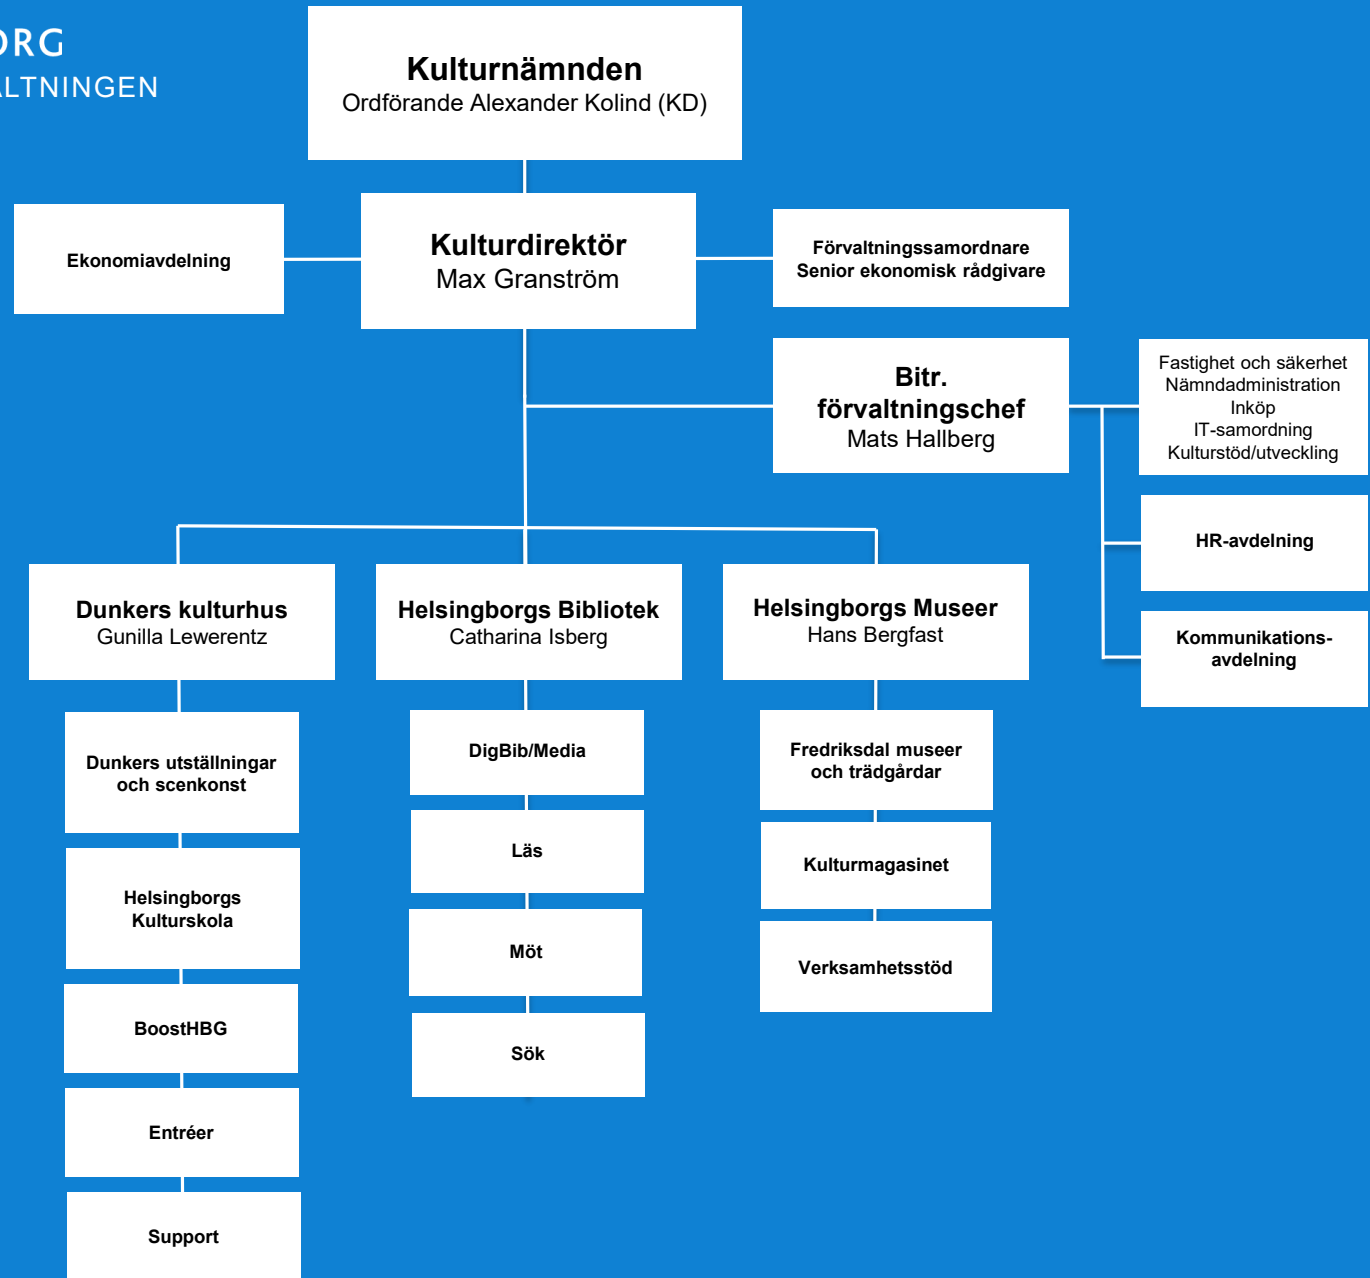 ORG
ALTNINGEN
Kulturnämnden
Ordförande Alexander Kolind (KD)
Ekonomiavdelning
Kulturdirektör
Max Granström
Förvaltningssamordnare
Senior ekonomisk rådgivare
Bitr.
förvaltningschef
Mats Hallberg
Fastighet och säkerhet
Nämndadministration
Inköp
IT-samordning
Kulturstöd/utveckling
HR-avdelning
Kommunikations-
avdelning
Dunkers kulturhus
Gunilla Lewerentz
Helsingborgs Bibliotek
Catharina Isberg
Helsingborgs Museer
Hans Bergfast
Dunkers utställningar
och scenkonst
Helsingborgs
Kulturskola
BoostHBG
Entréer
Support
DigBib/Media
Läs
Möt
Sök
Fredriksdal museer
och trädgårdar
Kulturmagasinet
Verksamhetsstöd